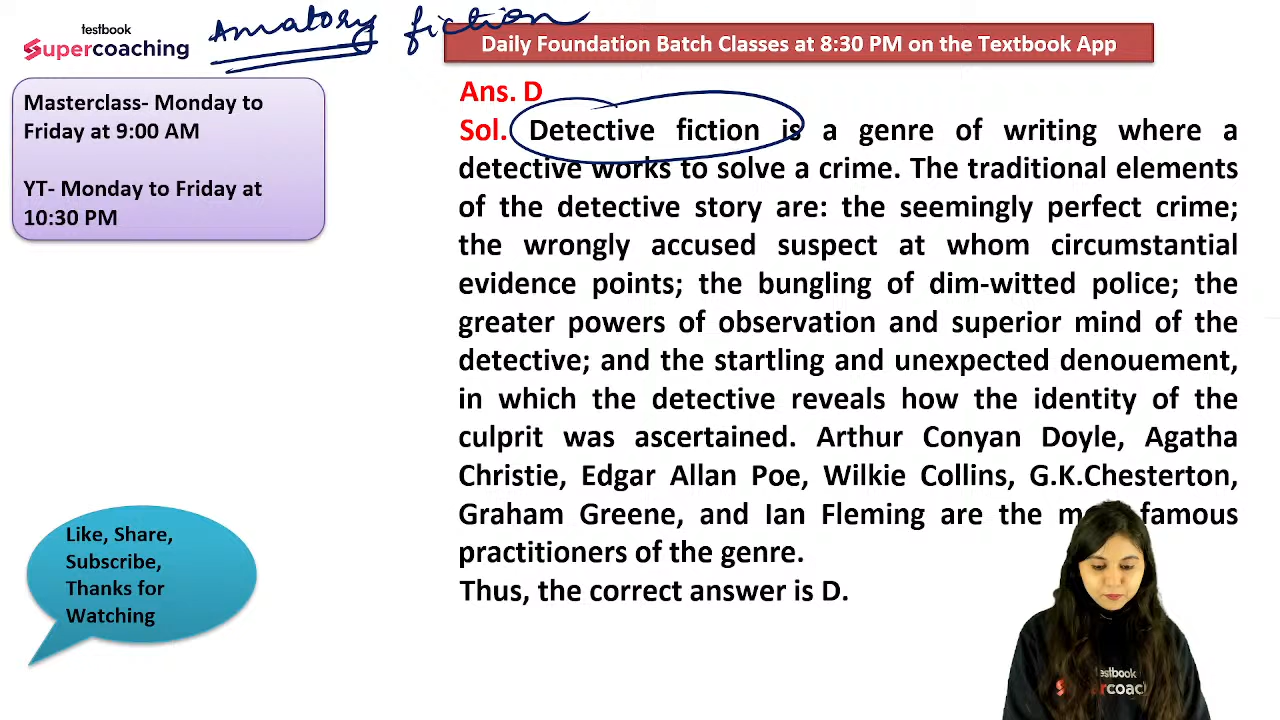 testbook
Supercoaching
Amatory fiction
Daily Foundation Batch Classes at 8:30 PM on the Textbook App
Masterclass- Monday to
Friday at 9:00 AM
YT- Monday to Friday at
10:30 PM
Ans. D
Sol. Detective fiction is a genre of writing where a
detective works to solve a crime. The traditional elements
of the detective story are: the seemingly perfect crime;
the wrongly accused suspect at whom circumstantial
evidence points; the bungling of dim-witted police; the
greater powers of observation and superior mind of the
detective; and the startling and unexpected denouement,
in which the detective reveals how the identity of the
culprit was ascertained. Arthur Conyan Doyle, Agatha
Christie, Edgar Allan Poe, Wilkie Collins, G.K.Chesterton,
Graham Greene, and Ian Fleming are the famous
practitioners of the genre.
Thus, the correct answer is D.
Like, Share,
Subscribe,
Thanks for
Watching